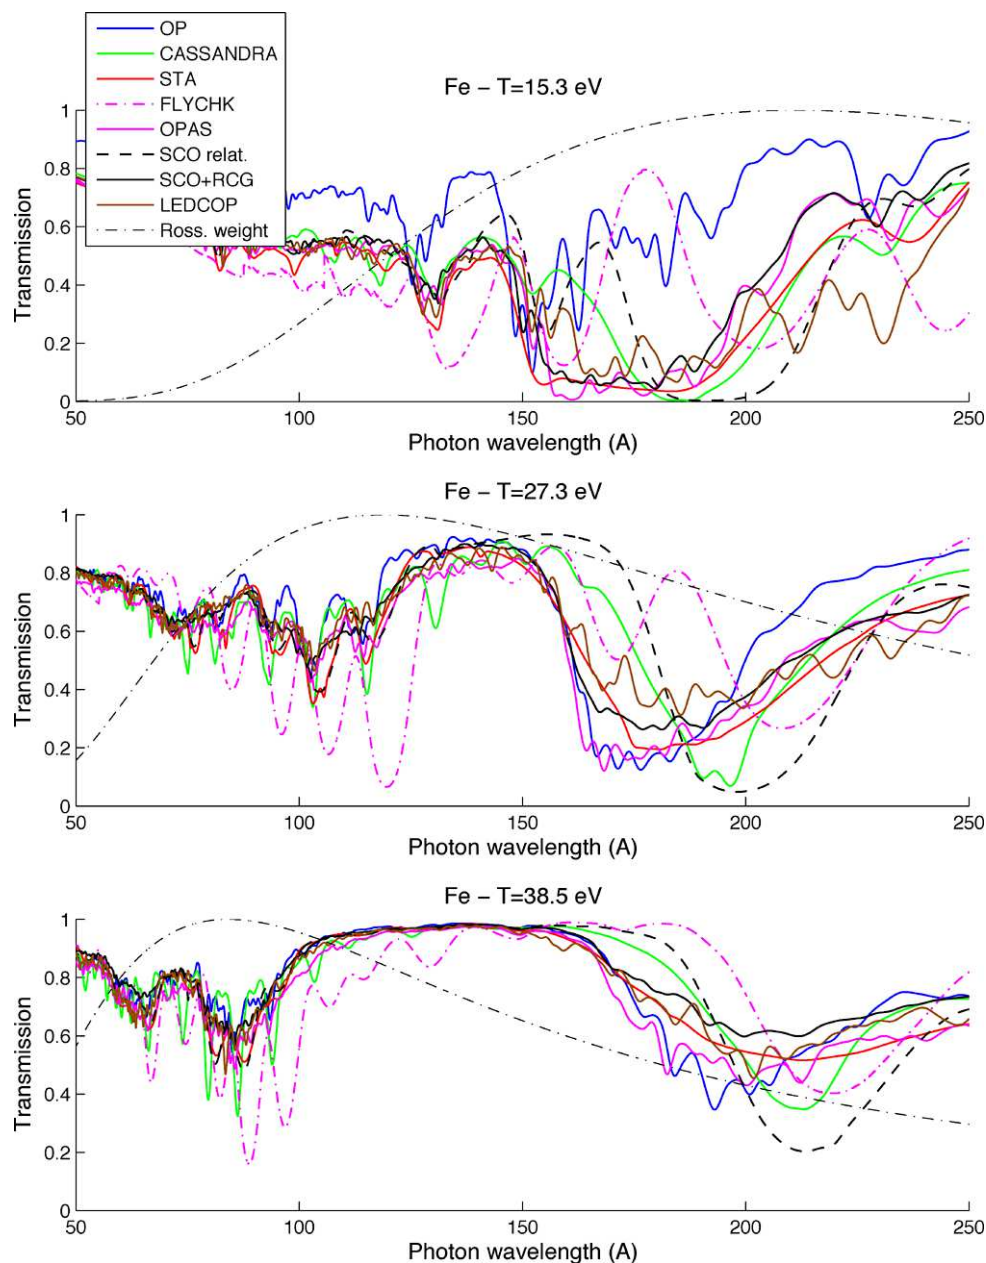 OP
CASSANDRA
STA
FLYCHK
OPAS
SCO relat.
SCO+RCG
LEDCOP
Ross. weight
Fe − T=15.3 eV
Transmission
1
0.8
0.6
0.4
0.2
0
50 100 150 200 250
Photon wavelength (A)
Fe − T=27.3 eV
Transmission
1
0.8
0.6
0.4
0.2
0
50 100 150 200 250
Photon wavelength (A)
Fe − T=38.5 eV
Transmission
1
0.8
0.6
0.4
0.2
0
50 100 150 200 250
Photon wavelength (A)